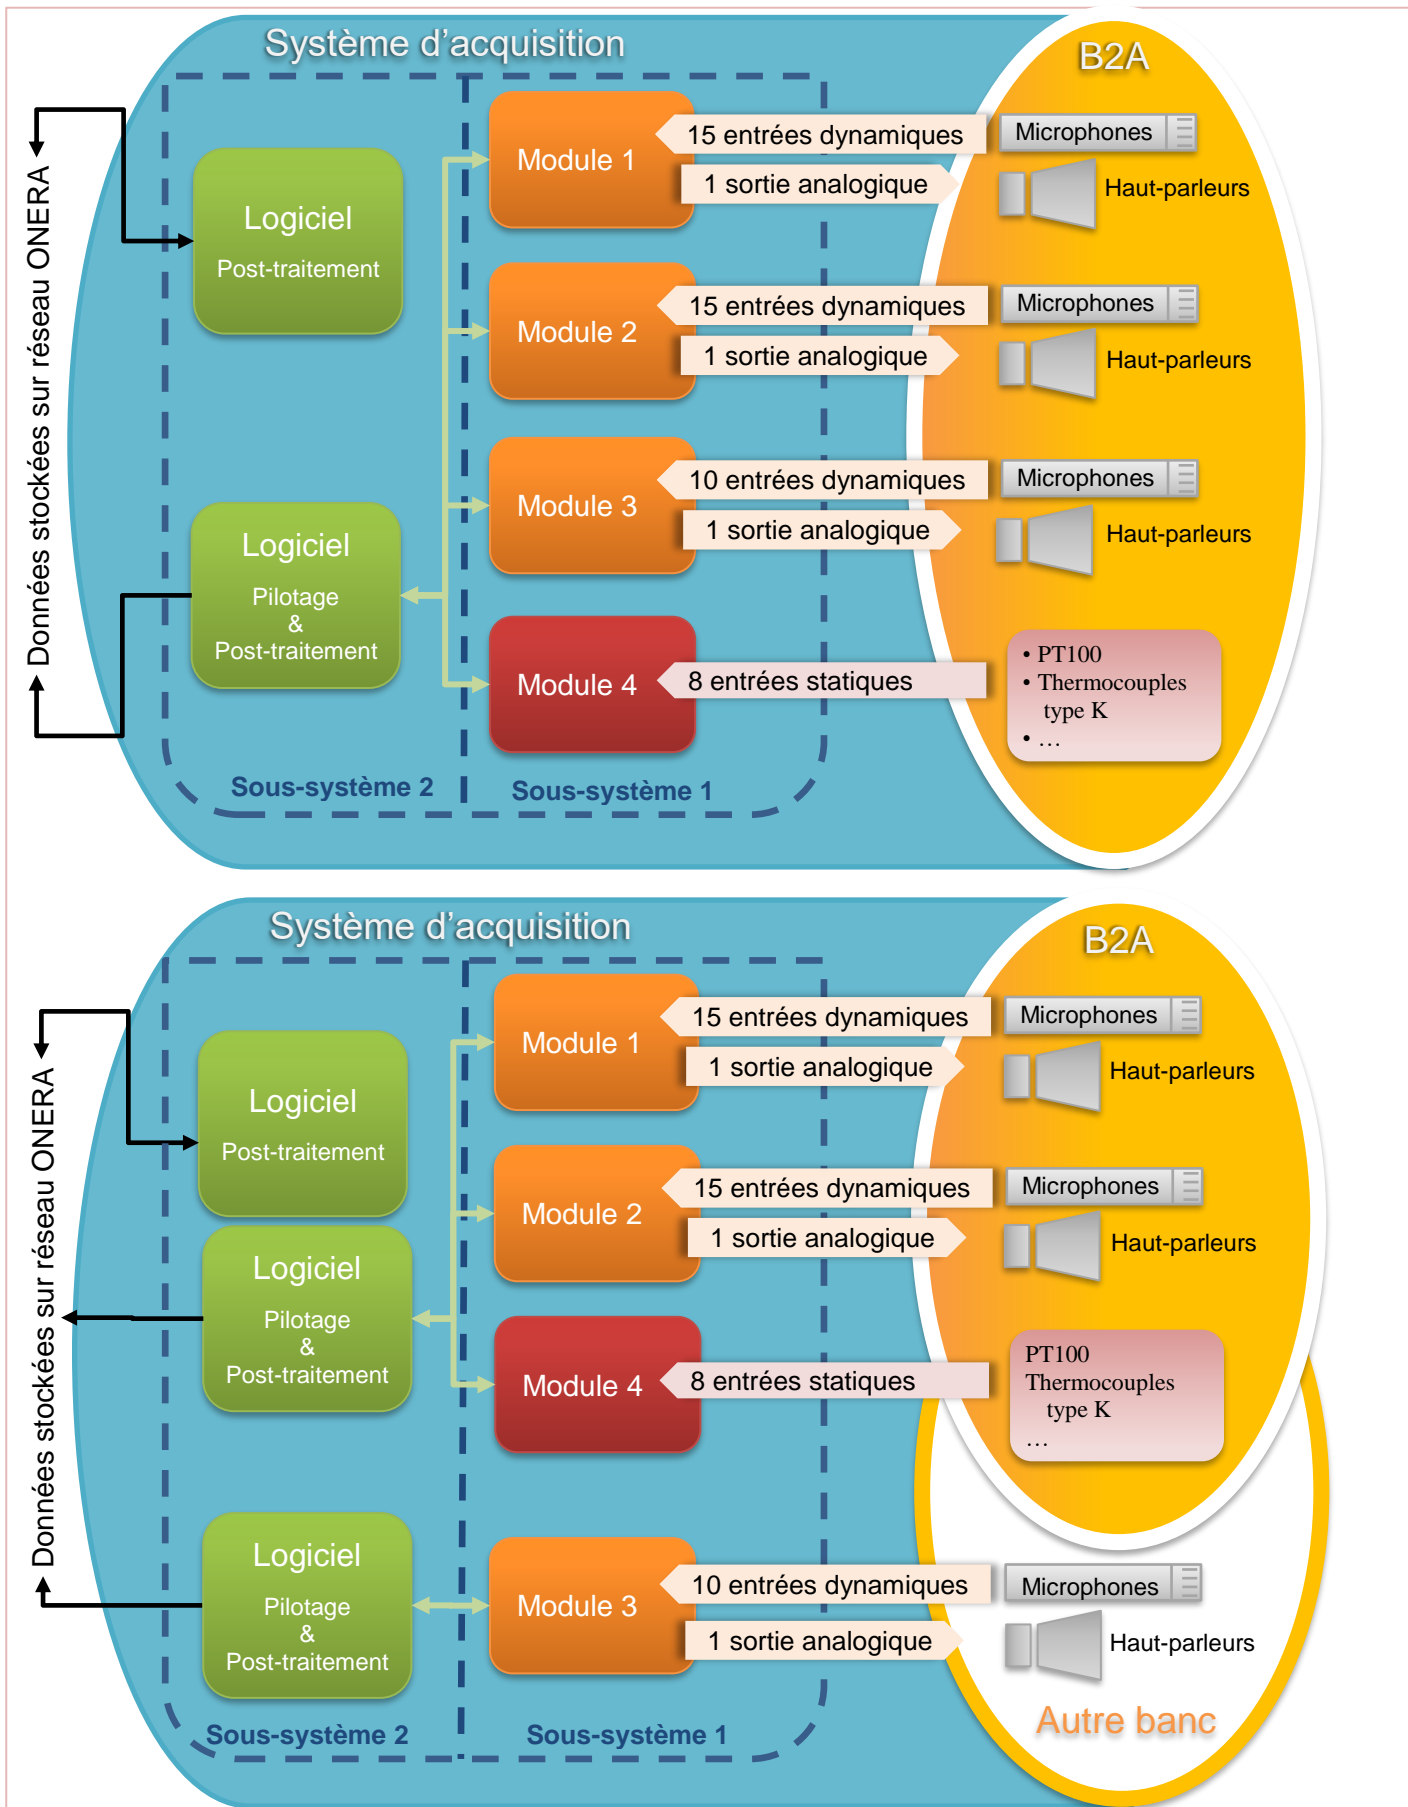 Système d’acquisition
B2A
Données stockées sur réseau ONERA
Logiciel
Post-traitement
Module 1
15 entrées dynamiques
1 sortie analogique
Microphones
Haut-parleurs
Module 2
15 entrées dynamiques
1 sortie analogique
Microphones
Haut-parleurs
Module 3
10 entrées dynamiques
1 sortie analogique
Microphones
Haut-parleurs
Logiciel
Pilotage
&
Post-traitement
Module 4
8 entrées statiques
• PT100
• Thermocouples
type K
• …
Sous-système 2
Sous-système 1
Système d’acquisition
B2A
Données stockées sur réseau ONERA
Logiciel
Post-traitement
Module 1
15 entrées dynamiques
1 sortie analogique
Microphones
Haut-parleurs
Module 2
15 entrées dynamiques
1 sortie analogique
Microphones
Haut-parleurs
Logiciel
Pilotage
&
Post-traitement
Module 4
8 entrées statiques
PT100
Thermocouples
type K
…
Logiciel
Pilotage
&
Post-traitement
Module 3
10 entrées dynamiques
1 sortie analogique
Microphones
Haut-parleurs
Autre banc
Sous-système 2
Sous-système 1